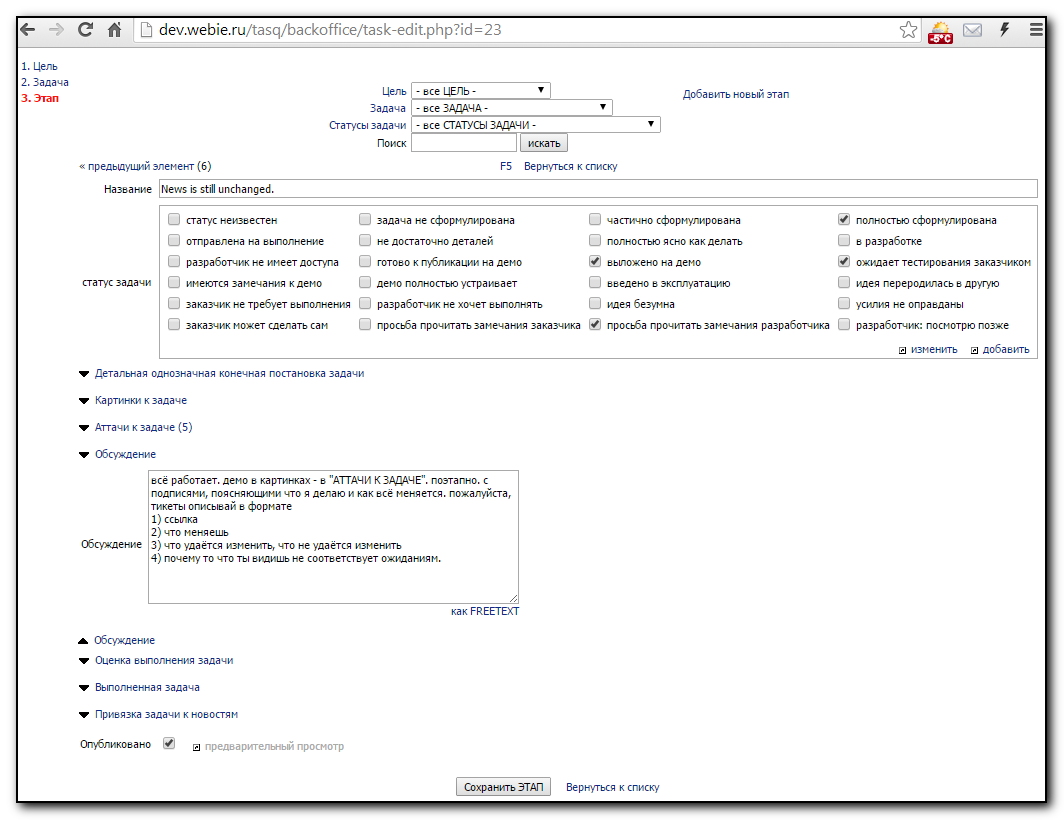 dev.webie.ru/tasq/backoffice/task-edit.php?id=23
-5°C
1. Цель
2. Задача
3. Этап
Цель - все ЦЕЛЬ - Добавить новый этап
Задача - все ЗАДАЧА -
Статусы задачи - все СТАТУСЫ ЗАДАЧИ -
Поиск искать
« предыдущий элемент (6) F5 Вернуться к списку
Название News is still unchanged.
статус неизвестен задача не сформулирована частично сформулирована полностью сформулирована
отправлена на выполнение не достаточно деталей полностью ясно как делать в разработке
разработчик не имеет доступа готово к публикации на демо выложено на демо ожидает тестирования заказчиком
статус задачи имеются замечания к демо демо полностью устраивает введено в эксплуатацию идея переродилась в другую
заказчик не требует выполнения разработчик не хочет выполнять идея безумна усилия не оправданы
заказчик может сделать сам просьба прочитать замечания заказчика просьба прочитать замечания разработчика разработчик: посмотрю позже
изменить добавить
Детальная однозначная конечная постановка задачи
Картинки к задаче
Аттачи к задаче (5)
Обсуждение
всё работает. демо в картинках - в "АТТАЧИ К ЗАДАЧЕ". поэтапно. с
подписями, поясняющими что я делаю и как всё меняется. пожалуйста,
тикеты описывай в формате
1) ссылка
2) что меняешь
Обсуждение 3) что удаётся изменить, что не удаётся изменить
4) почему то что ты видишь не соответствует ожиданиям.
как FREETEXT
Обсуждение
Оценка выполнения задачи
Выполненная задача
Привязка задачи к новостям
Опубликовано предварительный просмотр
Сохранить ЭТАП Вернуться к списку